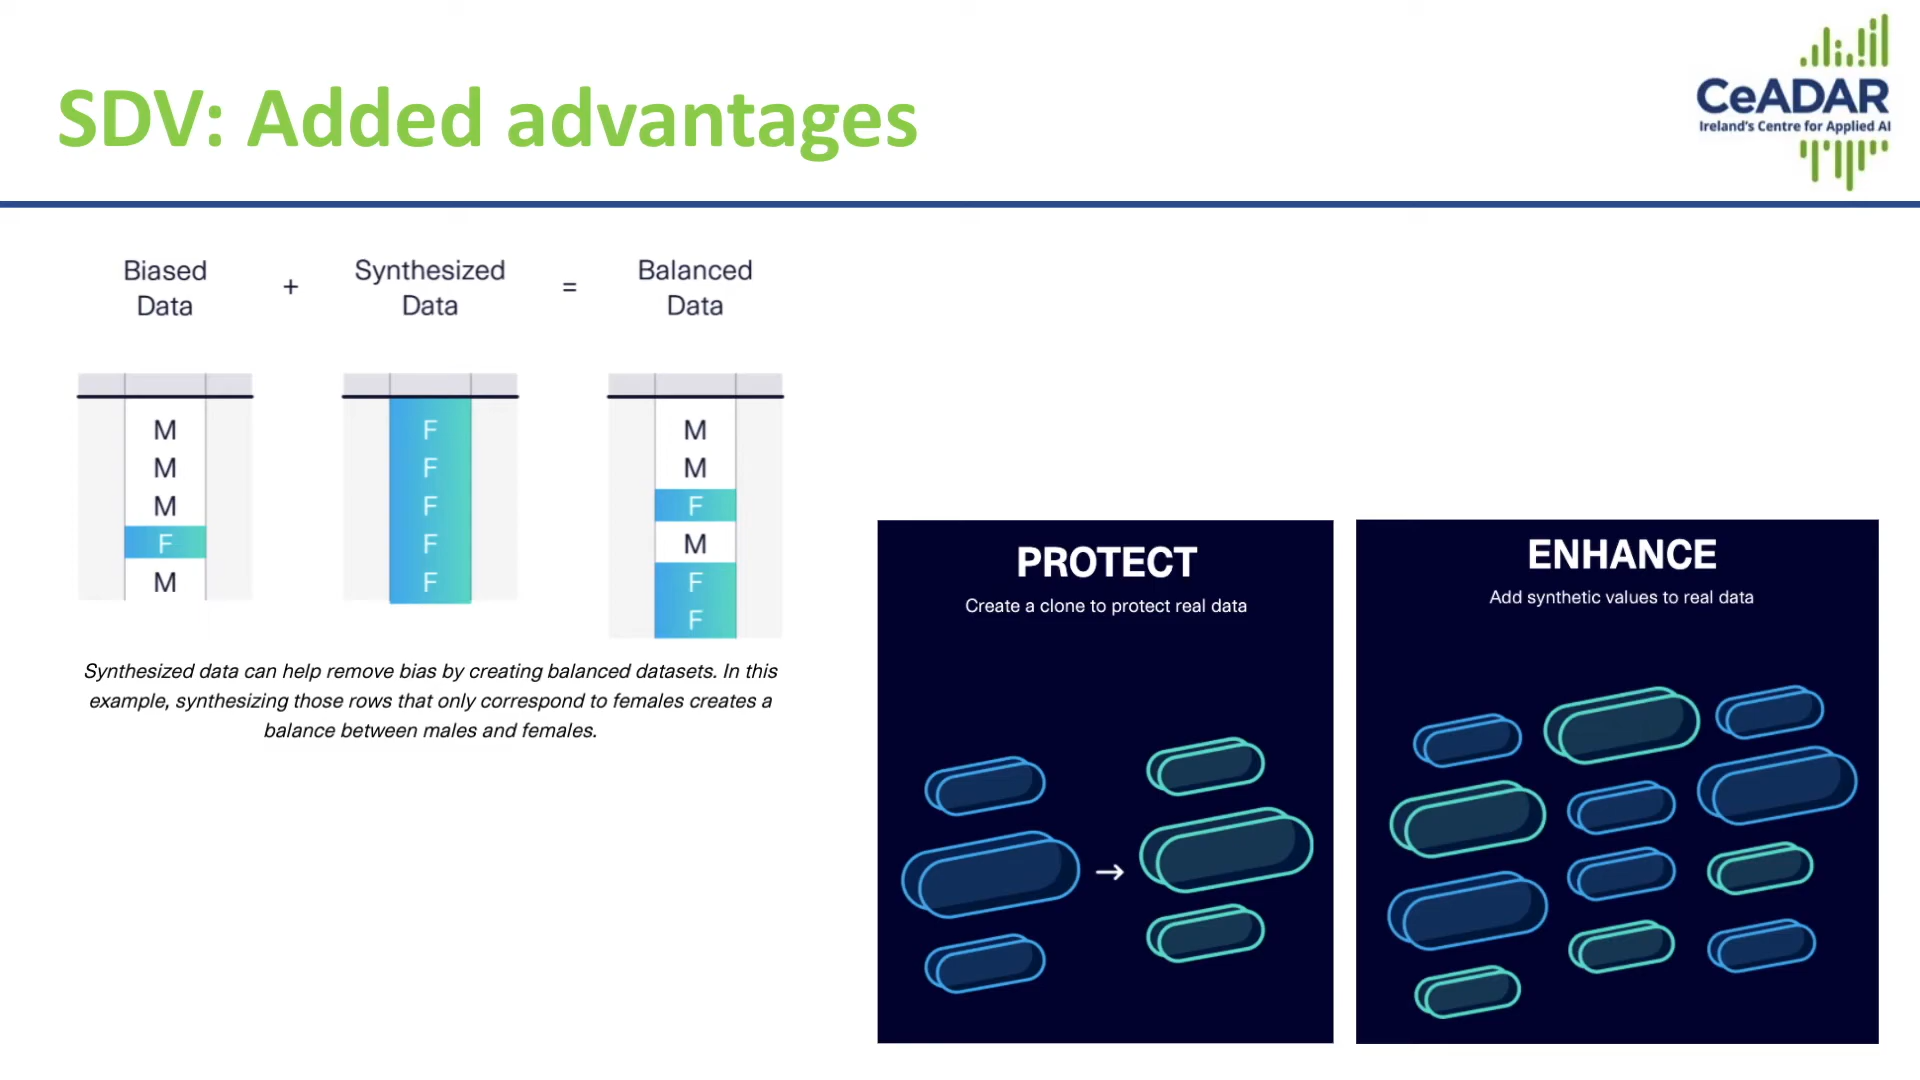 SDV: Added advantages
CeADAR
Ireland's Centre for Applied AI
Biased
Data
+
Synthesized
Data
=
Balanced
Data
M
M
M
F
M
F
F
F
F
F
M
M
F
M
F
F
Synthesized data can help remove bias by creating balanced datasets. In this
example, synthesizing those rows that only correspond to females creates a
balance between males and females.
PROTECT
Create a clone to protect real data
ENHANCE
Add synthetic values to real data